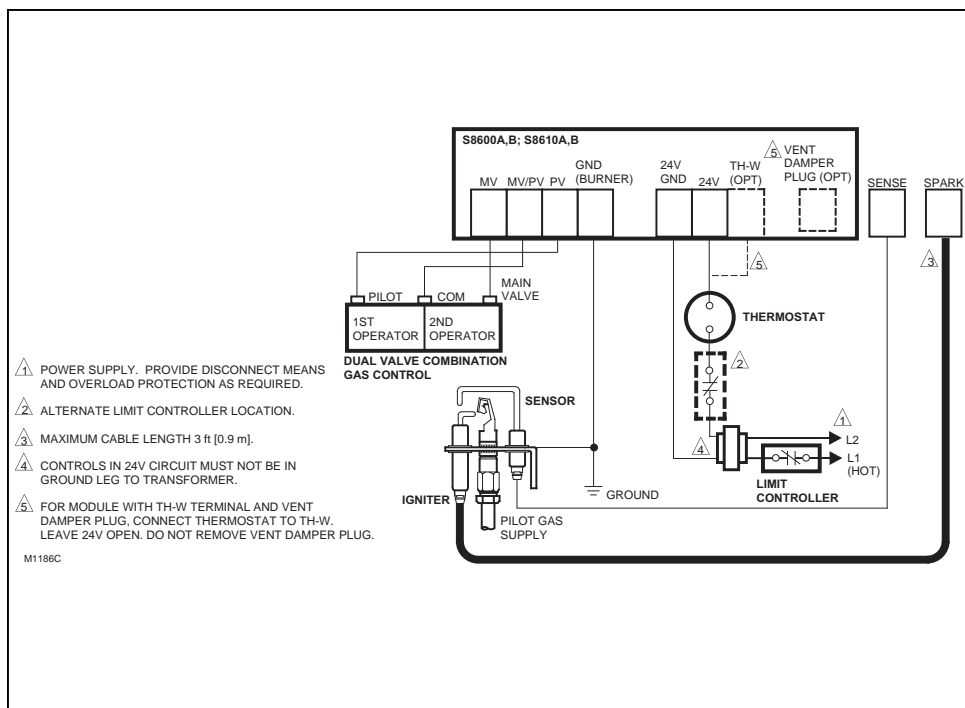 S8600A,B; S8610A,B
MV
MV/PV
PV
GND
(BURNER)
24V
GND
24V
TH-W
(OPT)
5
VENT
DAMPER
PLUG (OPT)
SENSE
SPARK
5
3
PILOT
COM
MAIN
VALVE
1ST
OPERATOR
2ND
OPERATOR
DUAL VALVE COMBINATION
GAS CONTROL
THERMOSTAT
2
1
4
L2
L1
(HOT)
LIMIT
CONTROLLER
SENSOR
IGNITER
PILOT GAS
SUPPLY
GROUND
1 POWER SUPPLY. PROVIDE DISCONNECT MEANS
AND OVERLOAD PROTECTION AS REQUIRED.
2 ALTERNATE LIMIT CONTROLLER LOCATION.
3 MAXIMUM CABLE LENGTH 3 ft [0.9 m].
4 CONTROLS IN 24V CIRCUIT MUST NOT BE IN
GROUND LEG TO TRANSFORMER.
5 FOR MODULE WITH TH-W TERMINAL AND VENT
DAMPER PLUG, CONNECT THERMOSTAT TO TH-W.
LEAVE 24V OPEN. DO NOT REMOVE VENT DAMPER PLUG.
M1186C